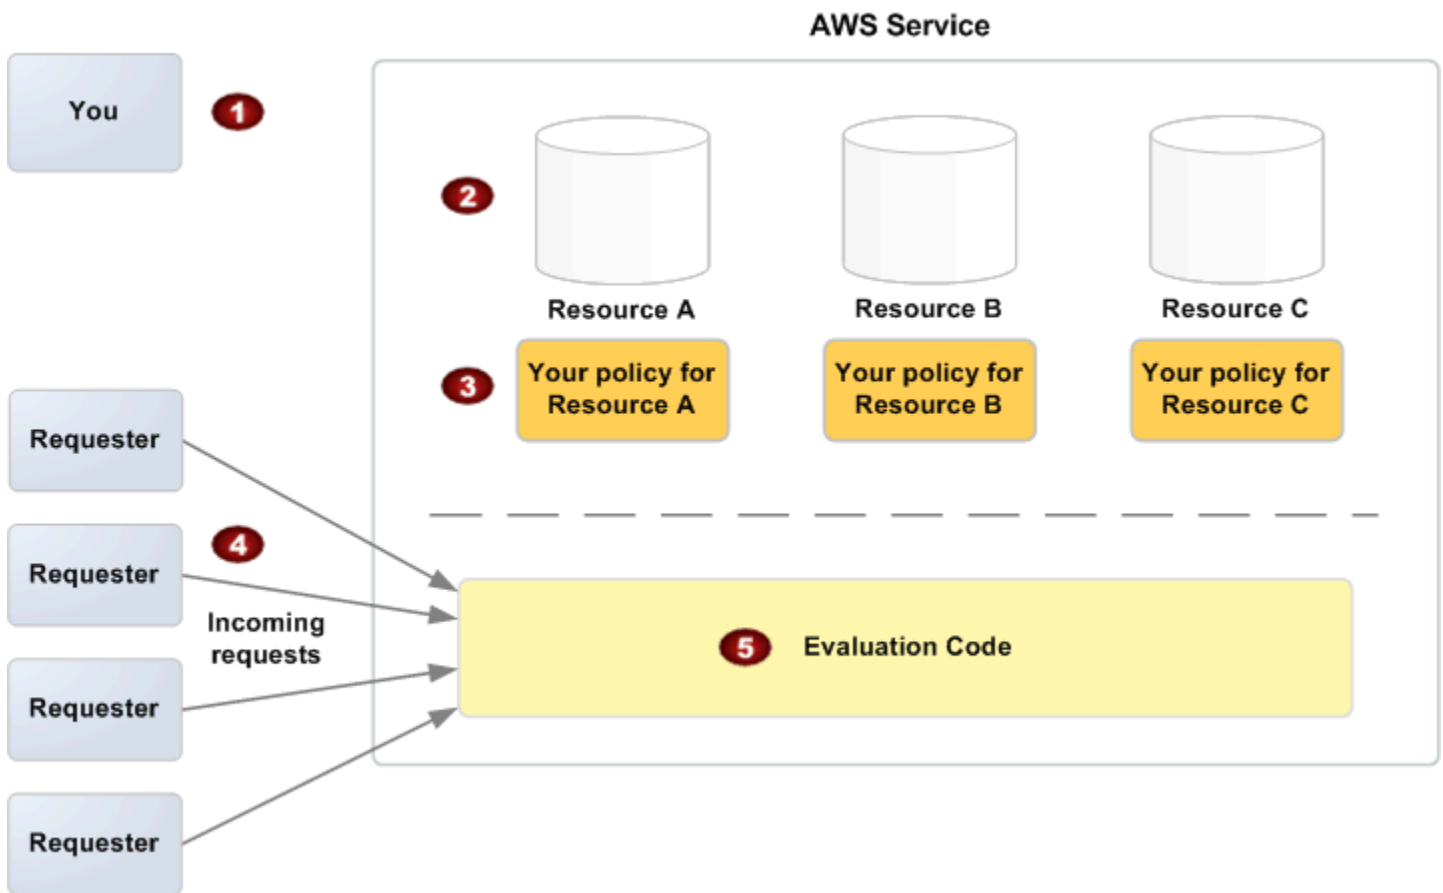 AWS Service
You
1
2
Resource A
Resource B
Resource C
3
Your policy for
Resource A
Your policy for
Resource B
Your policy for
Resource C
Requester
Requester
4
Incoming
requests
Requester
Requester
5
Evaluation Code